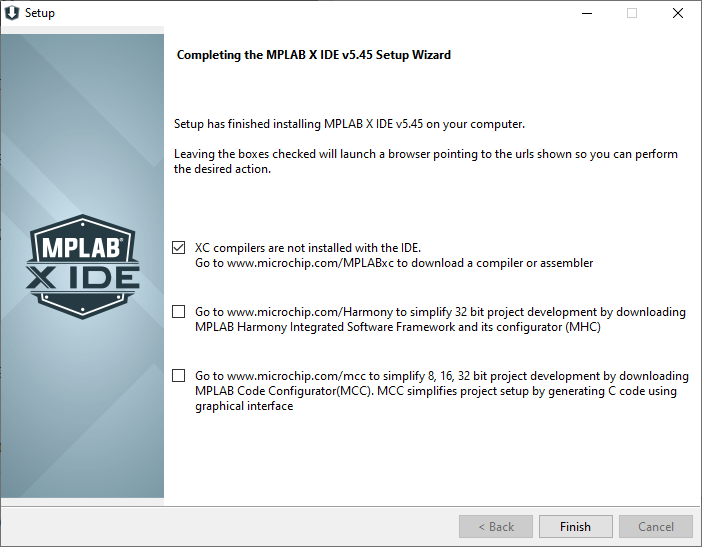 Setup
Completing the MPLAB X IDE v5.45 Setup Wizard
Setup has finished installing MPLAB X IDE v5.45 on your computer.
Leaving the boxes checked will launch a browser pointing to the urls shown so you can perform
the desired action.
MPLAB®
X IDE
XC compilers are not installed with the IDE.
Go to www.microchip.com/MPLABxc to download a compiler or assembler
Go to www.microchip.com/Harmony to simplify 32 bit project development by downloading
MPLAB Harmony Integrated Software Framework and its configurator (MHC)
Go to www.microchip.com/mcc to simplify 8, 16, 32 bit project development by downloading
MPLAB Code Configurator(MCC). MCC simplifies project setup by generating C code using
graphical interface
< Back Finish Cancel